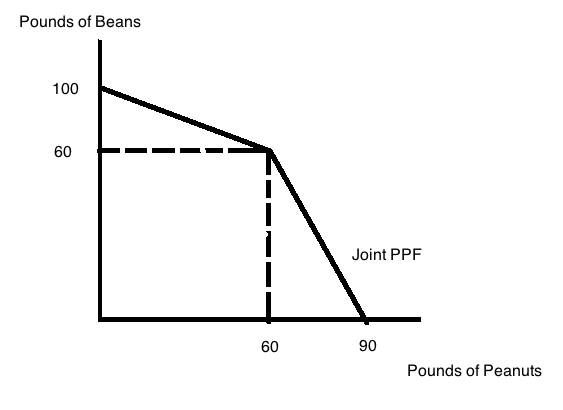 Pounds of Beans
100
60
Joint PPF
60
90
Pounds of Peanuts